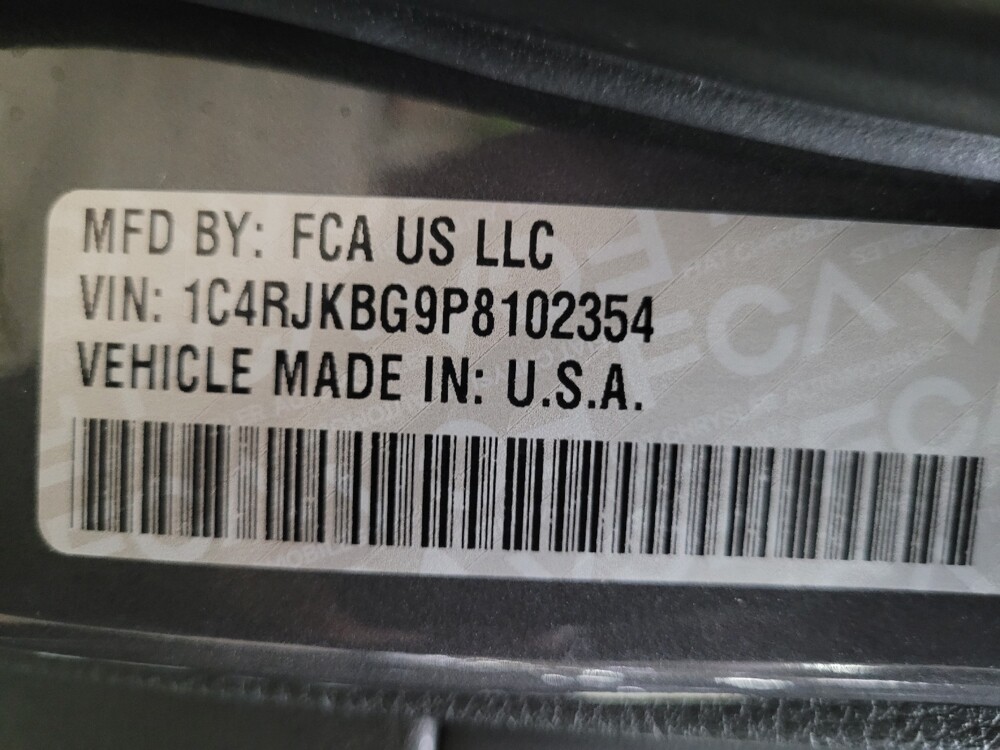 MFD BY: FCA US LLC
VIN: 1C4RJKBG9P8102354
VEHICLE MADE IN: U.S.A.